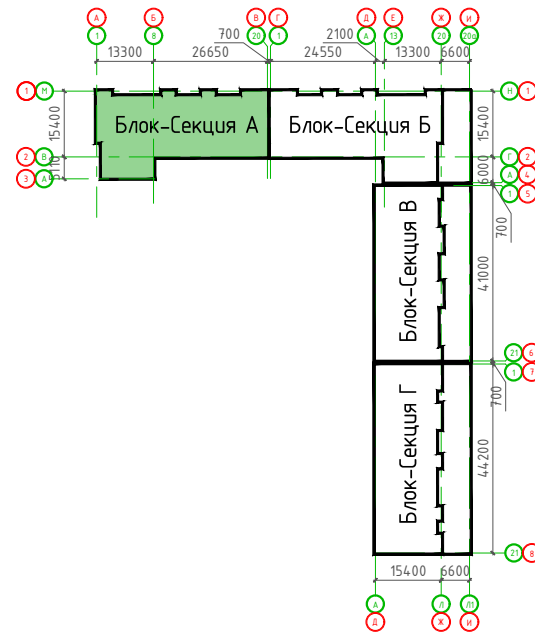 А Б В Г Д Е Ж И
1 8 700 20 1 2100 А 13 20 20а
13300 26650 24550 13300 6600
1 М Н 1
15400 Блок-Секция А Блок-Секция Б 15400
2 В Г 2
6000 А 4
3 А 1 5
700
Блок-Секция В 41000
21 6
1 7
700
Блок-Секция Г 44200
21 8
15400 6600
А Л Л1
Д Ж И